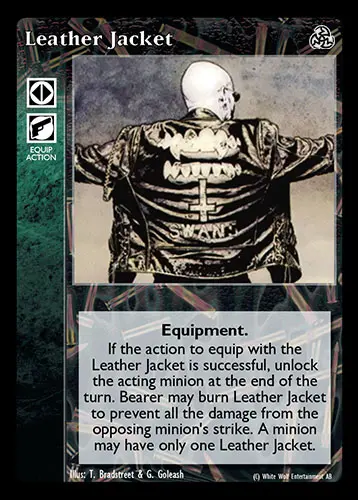 Leather Jacket
EQUIP
ACTION
SWAN
Equipment.
If the action to equip with the
Leather Jacket is successful, unlock
the acting minion at the end of the
turn. Bearer may burn Leather Jacket
to prevent all the damage from the
opposing minion's strike. A minion
may have only one Leather Jacket.
Illus: T. Bradstreet & G. Goleash
(C) White Wolf Entertainment AB